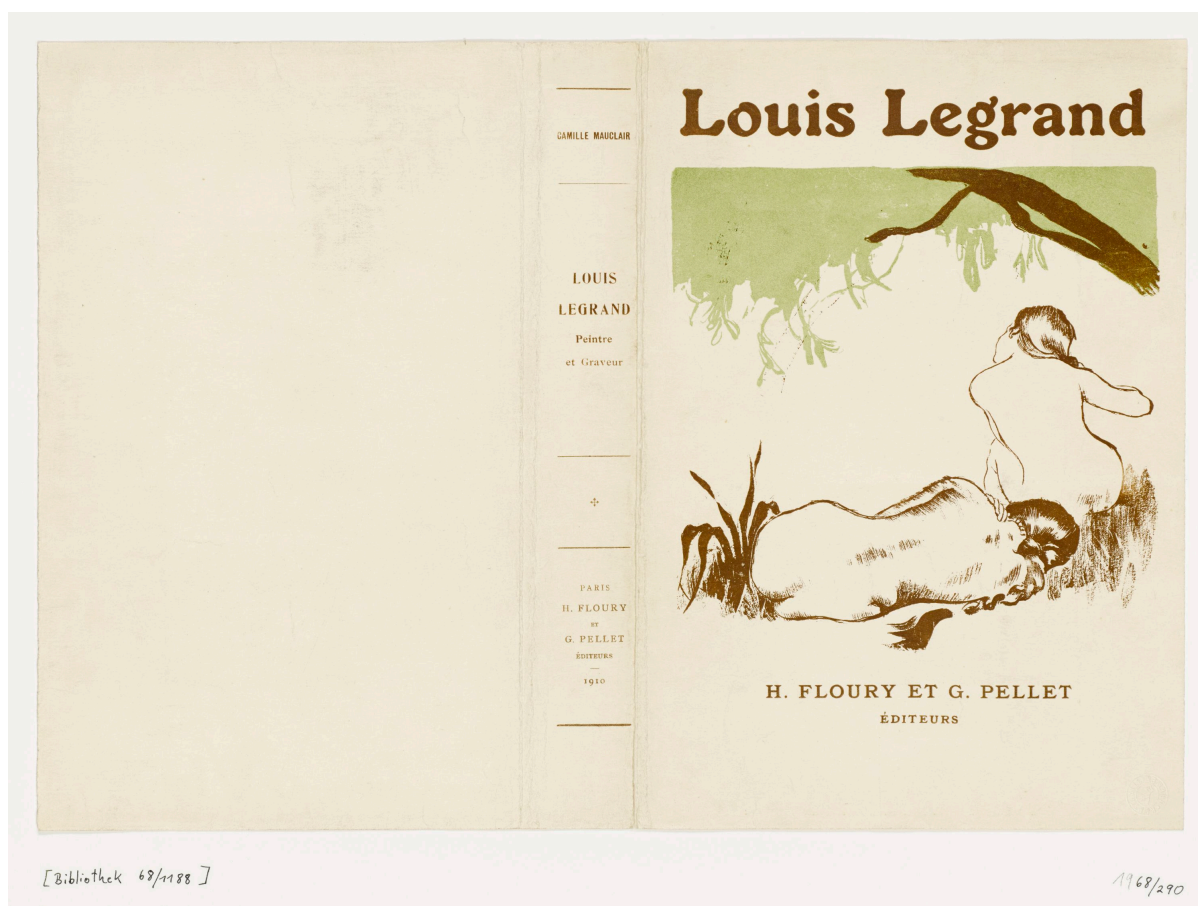 CAMILLE MAUCLAIR
LOUIS
LEGRAND
Peintre
et Graveur
PARIS
H. FLOURY
ET
G. PELLET
ÉDITEURS
1910
Louis Legrand
H. FLOURY ET G. PELLET
ÉDITEURS
[Bibliothek 68/1188]
1968/290